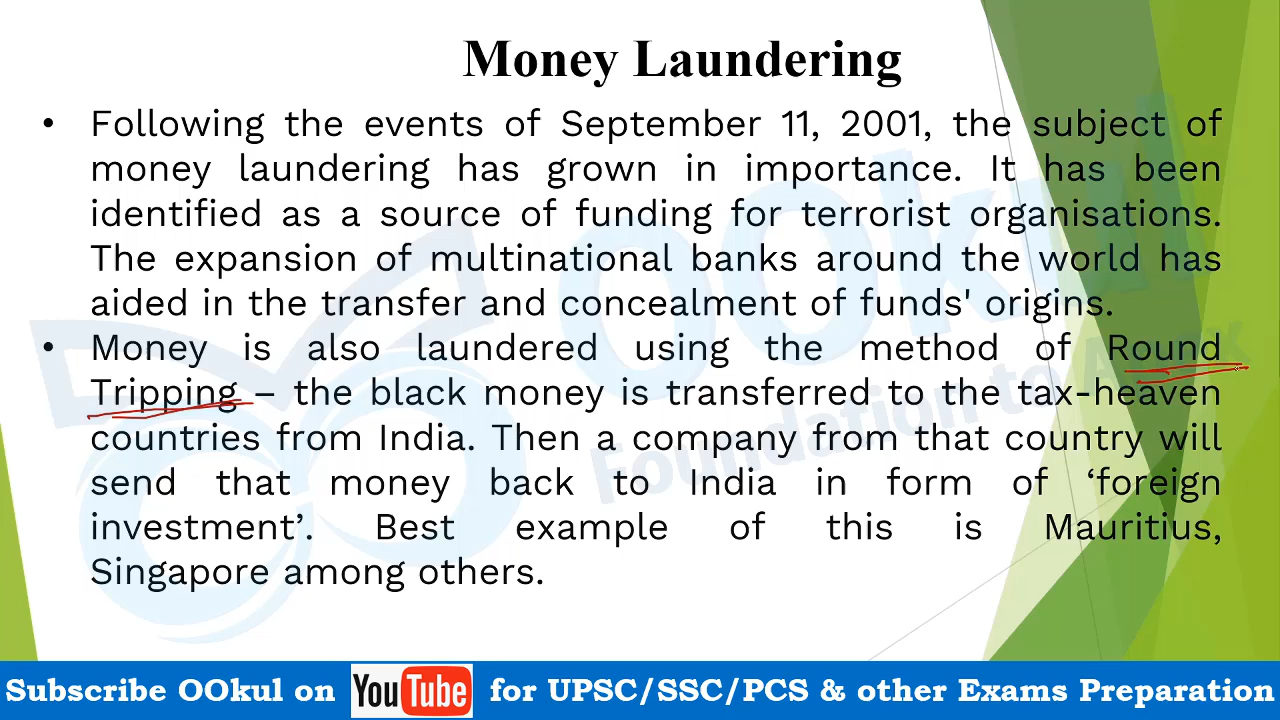 Money Laundering
• Following the events of September 11, 2001, the subject of
money laundering has grown in importance. It has been
identified as a source of funding for terrorist organisations.
The expansion of multinational banks around the world has
aided in the transfer and concealment of funds' origins.
• Money is also laundered using the method of Round
Tripping – the black money is transferred to the tax-heaven
countries from India. Then a company from that country will
send that money back to India in form of ‘foreign
investment’. Best example of this is Mauritius,
Singapore among others.
Subscribe OOkul on YouTube for UPSC/SSC/PCS & other Exams Preparation